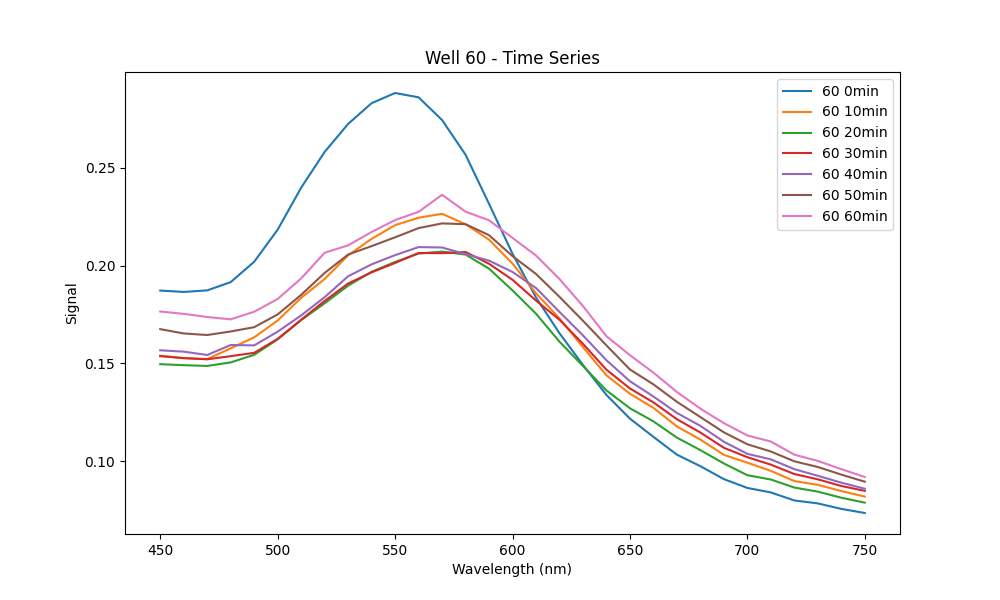 Well 60 - Time Series
60 0min
60 10min
60 20min
60 30min
60 40min
60 50min
60 60min
Signal
0.25
0.20
0.15
0.10
450 500 550 600 650 700 750
Wavelength (nm)